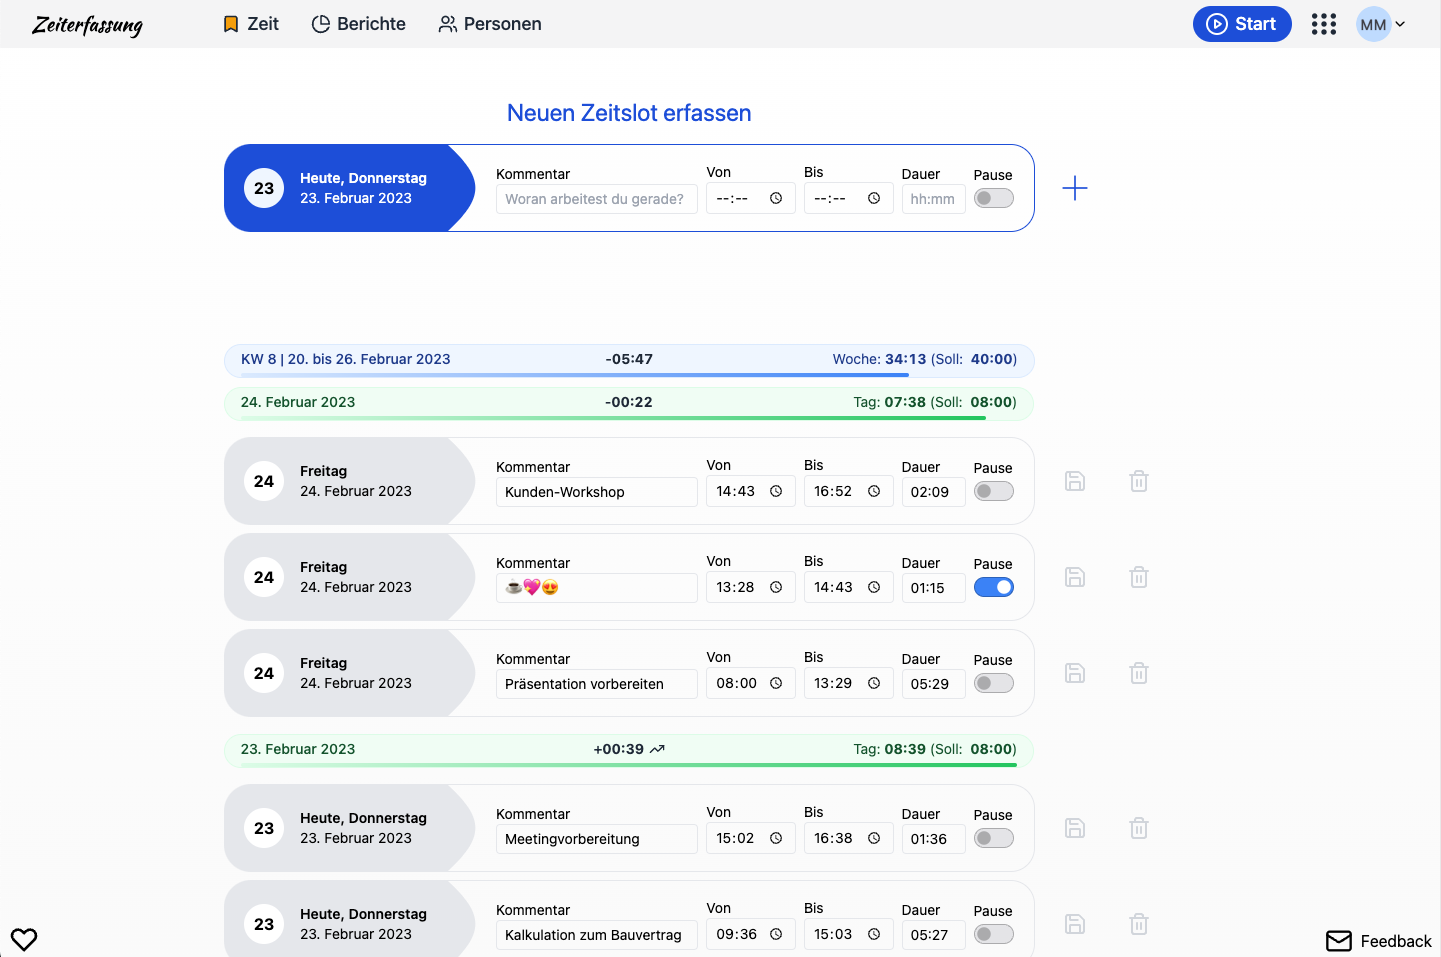 Zeiterfassung
Zeit
Berichte
Personen
Start
MM
Neuen Zeitslot erfassen
23
Heute, Donnerstag
23. Februar 2023
Kommentar
Woran arbeitest du gerade?
Von
--:--
Bis
--:--
Dauer
hh:mm
Pause
KW 8 | 20. bis 26. Februar 2023
-05:47
Woche: 34:13 (Soll: 40:00)
24. Februar 2023
-00:22
Tag: 07:38 (Soll: 08:00)
24
Freitag
24. Februar 2023
Kommentar
Kunden-Workshop
Von
14:43
Bis
16:52
Dauer
02:09
Pause
24
Freitag
24. Februar 2023
Kommentar
☕💖😍
Von
13:28
Bis
14:43
Dauer
01:15
Pause
24
Freitag
24. Februar 2023
Kommentar
Präsentation vorbereiten
Von
08:00
Bis
13:29
Dauer
05:29
Pause
23. Februar 2023
+00:39
Tag: 08:39 (Soll: 08:00)
23
Heute, Donnerstag
23. Februar 2023
Kommentar
Meetingvorbereitung
Von
15:02
Bis
16:38
Dauer
01:36
Pause
23
Heute, Donnerstag
23. Februar 2023
Kommentar
Kalkulation zum Bauvertrag
Von
09:36
Bis
15:03
Dauer
05:27
Pause
Feedback